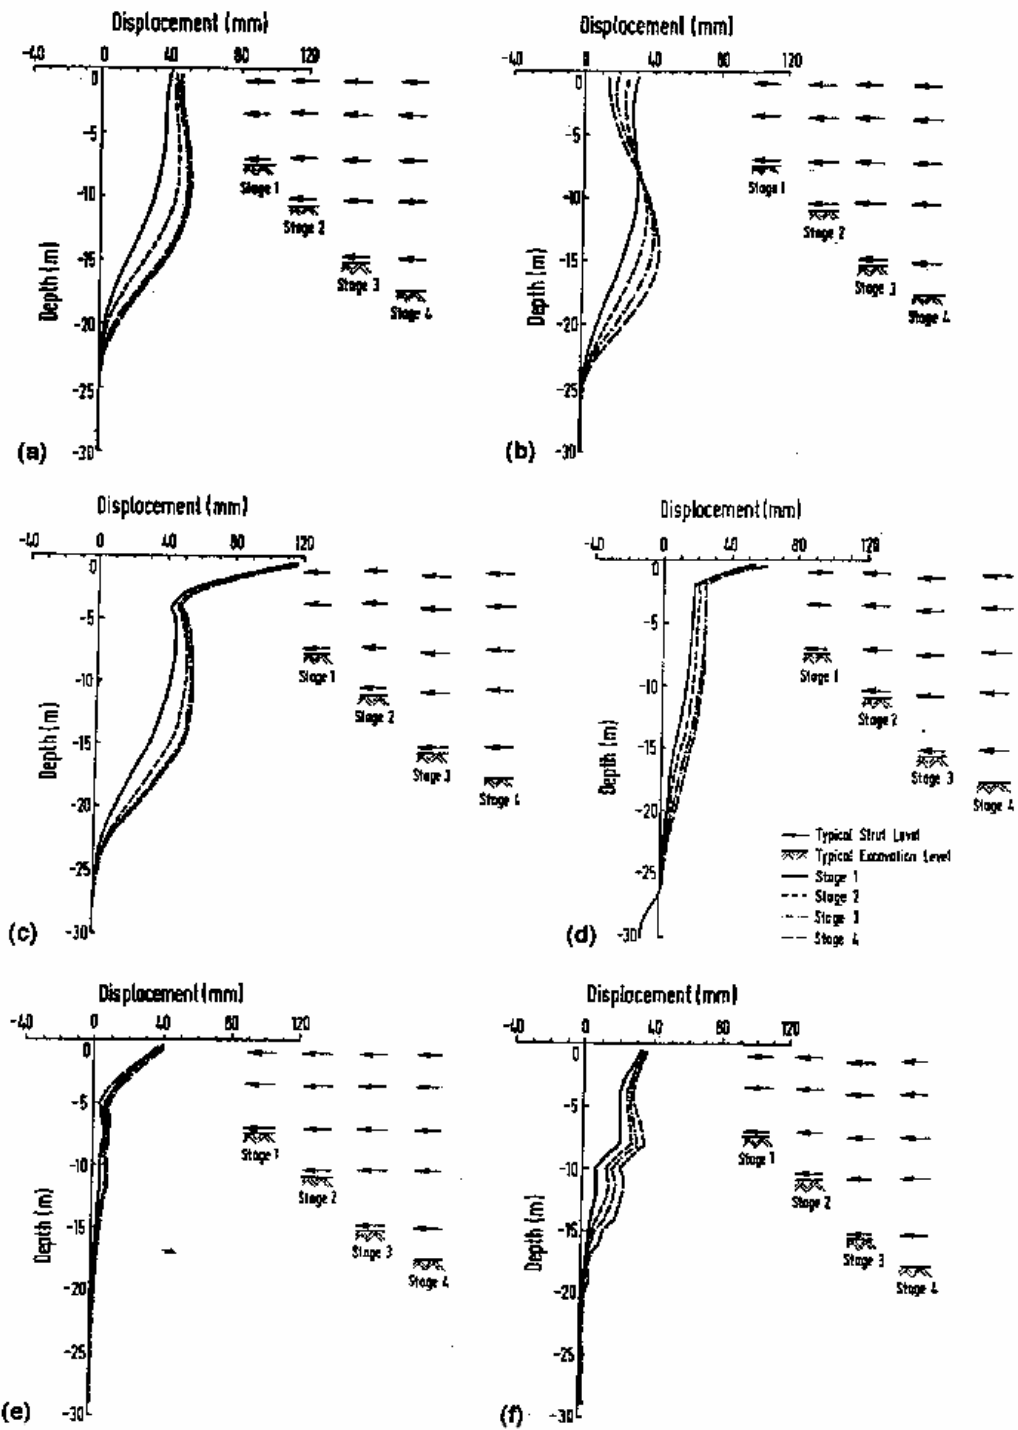 Displacement (mm)
-40 0 40 80 120
0
-5
-10
-15
-20
-25
-30
Depth (m)
Stage 1
Stage 2
Stage 3
Stage 4
(a)
Displacement (mm)
-40 0 40 80 120
0
-5
-10
-15
-20
-25
-30
Depth (m)
Stage 1
Stage 2
Stage 3
Stage 4
(b)
Displacement (mm)
-40 0 40 80 120
0
-5
-10
-15
-20
-25
-30
Depth (m)
Stage 1
Stage 2
Stage 3
Stage 4
(c)
Displacement (mm)
-40 0 40 80 120
0
-5
-10
-15
-20
-25
-30
Depth (m)
Stage 1
Stage 2
Stage 3
Stage 4
Typical Strut Level
Typical Excavation Level
Stage 1
Stage 2
Stage 3
Stage 4
(d)
Displacement (mm)
-40 0 40 80 120
0
-5
-10
-15
-20
-25
-30
Depth (m)
Stage 1
Stage 2
Stage 3
Stage 4
(e)
Displacement (mm)
-40 0 40 80 120
0
-5
-10
-15
-20
-25
-30
Depth (m)
Stage 1
Stage 2
Stage 3
Stage 4
(f)